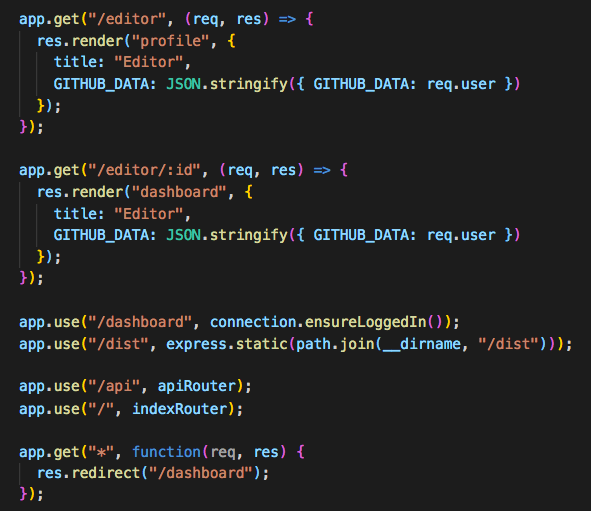 app.get("/editor", (req, res) => {
  res.render("profile", {
    title: "Editor",
    GITHUB_DATA: JSON.stringify({ GITHUB_DATA: req.user })
  });
});

app.get("/editor/:id", (req, res) => {
  res.render("dashboard", {
    title: "Editor",
    GITHUB_DATA: JSON.stringify({ GITHUB_DATA: req.user })
  });
});

app.use("/dashboard", connection.ensureLoggedIn());
app.use("/dist", express.static(path.join(__dirname, "/dist")));

app.use("/api", apiRouter);
app.use("/", indexRouter);

app.get("*", function(req, res) {
  res.redirect("/dashboard");
});